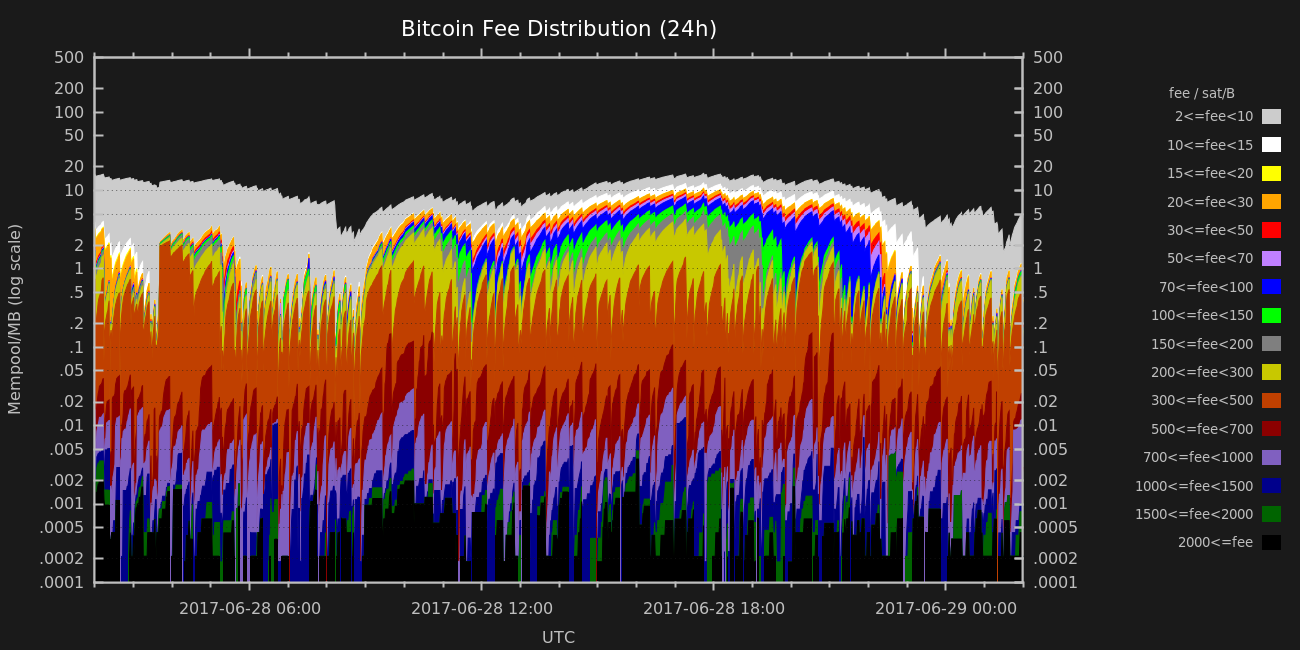 Bitcoin Fee Distribution (24h)
Mempool/MB (log scale)
500
200
100
50
20
10
5
2
1
.5
.2
.1
.05
.02
.01
.005
.002
.001
.0005
.0002
.0001
500
200
100
50
20
10
5
2
1
.5
.2
.1
.05
.02
.01
.005
.002
.001
.0005
.0002
.0001
2017-06-28 06:00
2017-06-28 12:00
2017-06-28 18:00
2017-06-29 00:00
UTC
fee / sat/B
2<=fee<10
10<=fee<15
15<=fee<20
20<=fee<30
30<=fee<50
50<=fee<70
70<=fee<100
100<=fee<150
150<=fee<200
200<=fee<300
300<=fee<500
500<=fee<700
700<=fee<1000
1000<=fee<1500
1500<=fee<2000
2000<=fee